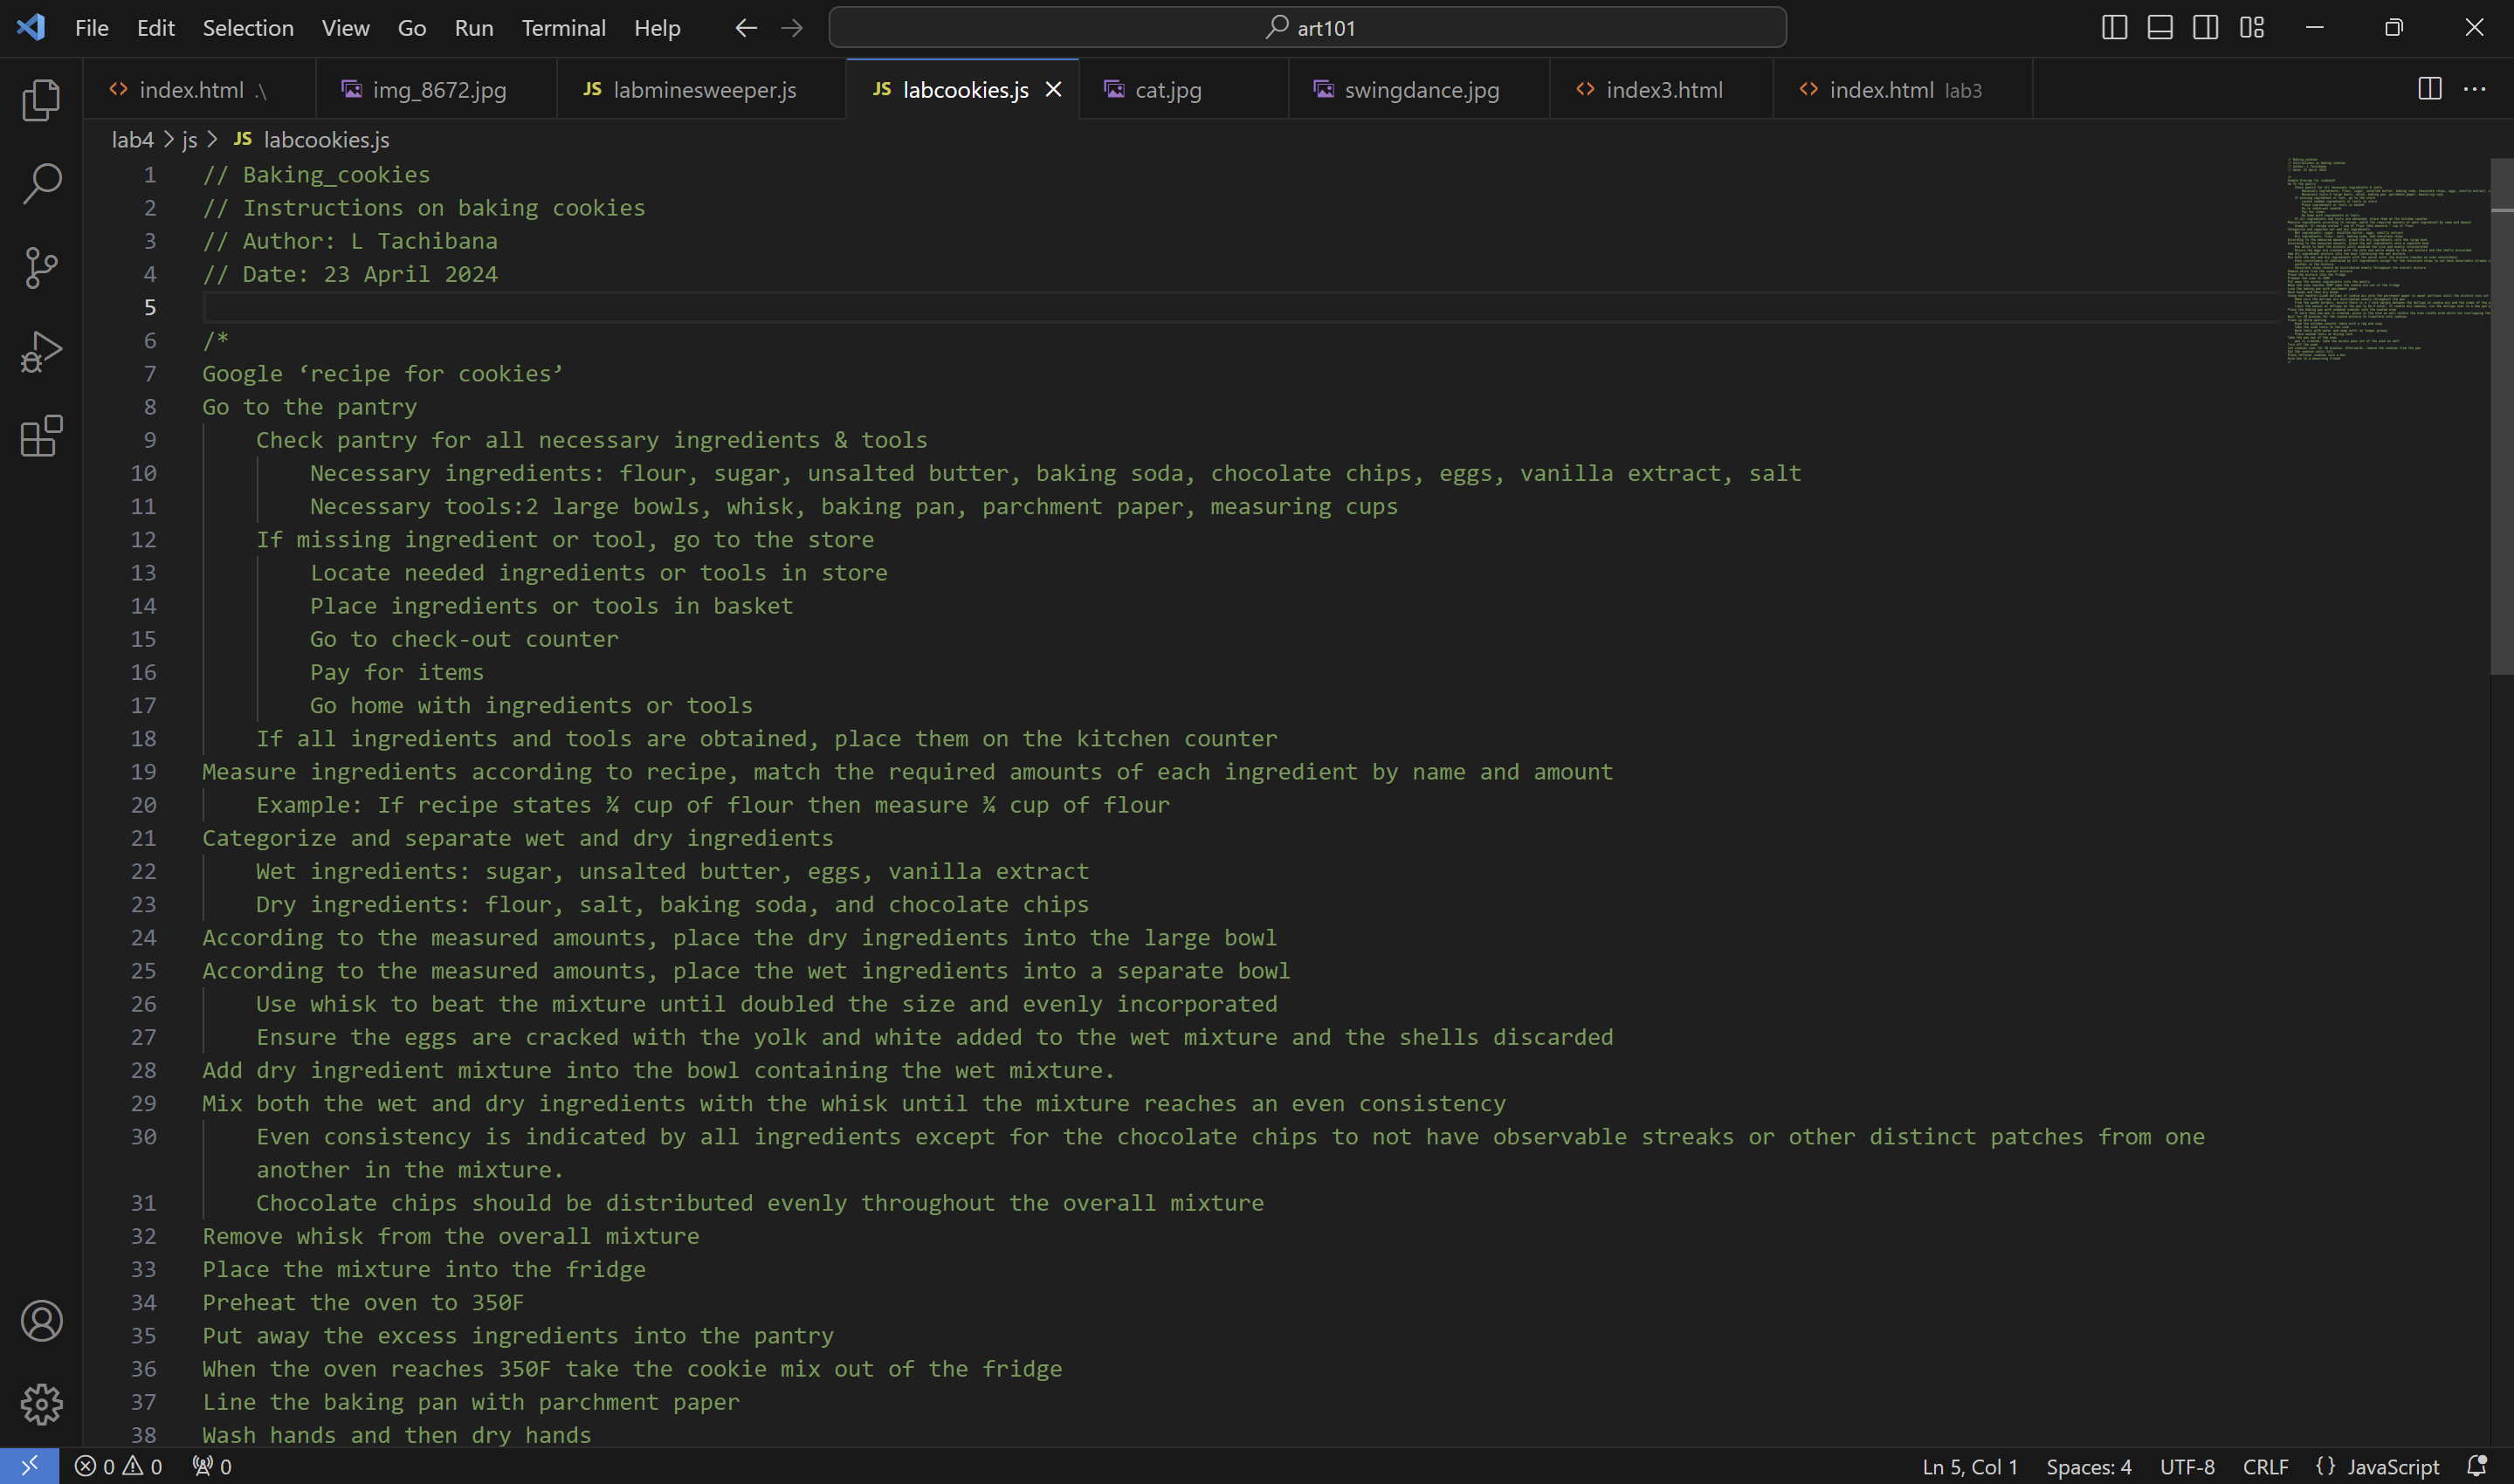 File Edit Selection View Go Run Terminal Help art101
index.html .\ img_8672.jpg JS labminesweeper.js JS labcookies.js cat.jpg swingdance.jpg index3.html index.html lab3
lab4 > js > JS labcookies.js
1 // Baking_cookies
2 // Instructions on baking cookies
3 // Author: L Tachibana
4 // Date: 23 April 2024
5
6 /*
7 Google ‘recipe for cookies’
8 Go to the pantry
9 Check pantry for all necessary ingredients & tools
10 Necessary ingredients: flour, sugar, unsalted butter, baking soda, chocolate chips, eggs, vanilla extract, salt
11 Necessary tools:2 large bowls, whisk, baking pan, parchment paper, measuring cups
12 If missing ingredient or tool, go to the store
13 Locate needed ingredients or tools in store
14 Place ingredients or tools in basket
15 Go to check-out counter
16 Pay for items
17 Go home with ingredients or tools
18 If all ingredients and tools are obtained, place them on the kitchen counter
19 Measure ingredients according to recipe, match the required amounts of each ingredient by name and amount
20 Example: If recipe states ¾ cup of flour then measure ¾ cup of flour
21 Categorize and separate wet and dry ingredients
22 Wet ingredients: sugar, unsalted butter, eggs, vanilla extract
23 Dry ingredients: flour, salt, baking soda, and chocolate chips
24 According to the measured amounts, place the dry ingredients into the large bowl
25 According to the measured amounts, place the wet ingredients into a separate bowl
26 Use whisk to beat the mixture until doubled the size and evenly incorporated
27 Ensure the eggs are cracked with the yolk and white added to the wet mixture and the shells discarded
28 Add dry ingredient mixture into the bowl containing the wet mixture.
29 Mix both the wet and dry ingredients with the whisk until the mixture reaches an even consistency
30 Even consistency is indicated by all ingredients except for the chocolate chips to not have observable streaks or other distinct patches from one
another in the mixture.
31 Chocolate chips should be distributed evenly throughout the overall mixture
32 Remove whisk from the overall mixture
33 Place the mixture into the fridge
34 Preheat the oven to 350F
35 Put away the excess ingredients into the pantry
36 When the oven reaches 350F take the cookie mix out of the fridge
37 Line the baking pan with parchment paper
38 Wash hands and then dry hands
0 0 0 Ln 5, Col 1 Spaces: 4 UTF-8 CRLF {} JavaScript